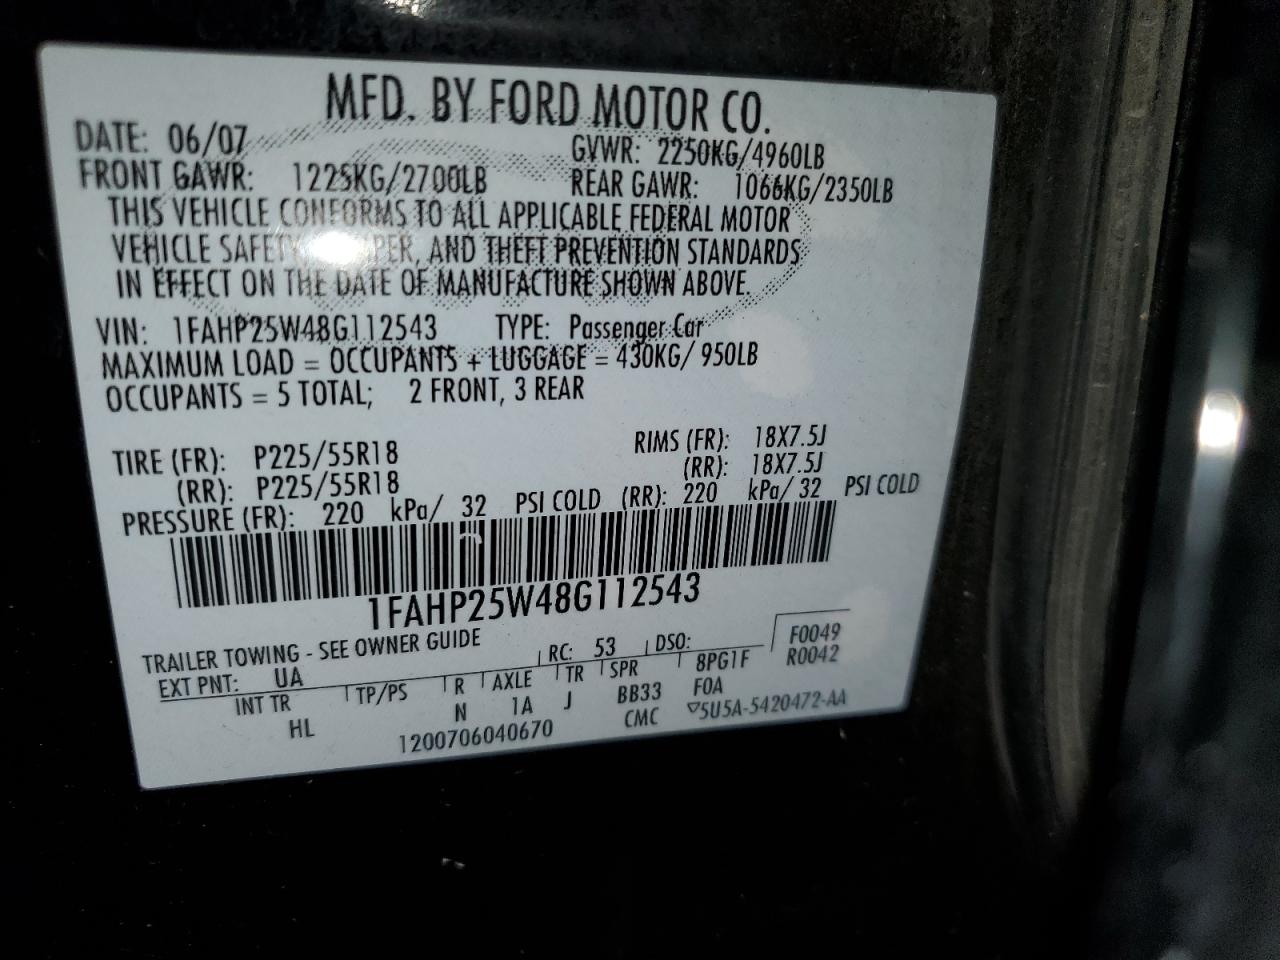 MFD. BY FORD MOTOR CO.
DATE: 06/07 GVWR: 2250KG/4960LB
FRONT GAWR: 1225KG/2700LB REAR GAWR: 1066KG/2350LB
THIS VEHICLE CONFORMS TO ALL APPLICABLE FEDERAL MOTOR
VEHICLE SAFETY, BUMPER, AND THEFT PREVENTION STANDARDS
IN EFFECT ON THE DATE OF MANUFACTURE SHOWN ABOVE.
VIN: 1FAHP25W48G112543 TYPE: Passenger Car
MAXIMUM LOAD = OCCUPANTS + LUGGAGE = 430KG/ 950LB
OCCUPANTS = 5 TOTAL; 2 FRONT, 3 REAR
TIRE (FR): P225/55R18 RIMS (FR): 18X7.5J
(RR): P225/55R18 (RR): 18X7.5J
PRESSURE (FR): 220 kPa/ 32 PSI COLD (RR): 220 kPa/ 32 PSI COLD
1FAHP25W48G112543
TRAILER TOWING - SEE OWNER GUIDE
EXT PNT: UA RC: 53 DSO: F0049
R0042
INT TR TP/PS R AXLE TR SPR 8PG1F
HL N 1A J BB33 FOA
1200706040670 CMC ▽5U5A-5420472-AA